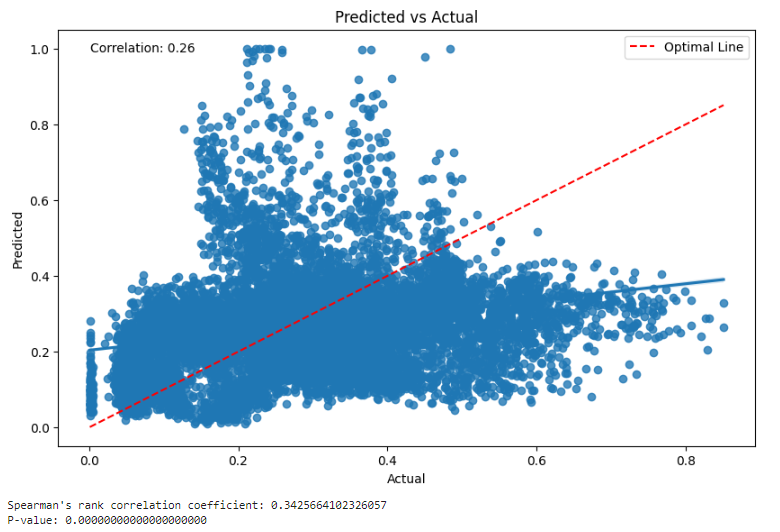 Predicted vs Actual
Correlation: 0.26
Optimal Line
1.0
0.8
0.6
0.4
0.2
0.0
Predicted
0.0 0.2 0.4 0.6 0.8
Actual
Spearman's rank correlation coefficient: 0.3425664102326057
P-value: 0.00000000000000000000